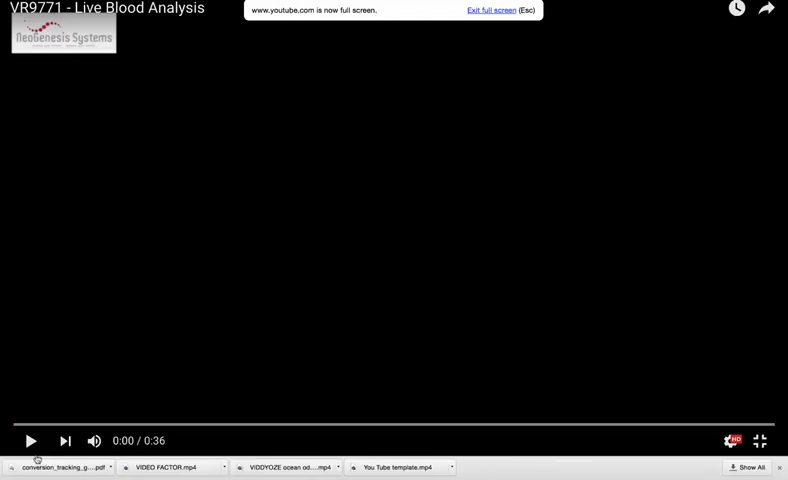 VR9771 - Live Blood Analysis
www.youtube.com is now full screen.
Exit full screen (Esc)
NeoGenesis Systems
0:00 / 0:36
HD
conversion_tracking_g....pdf
VIDEO FACTOR.mp4
VIDDYOZE ocean od....mp4
You Tube template.mp4
Show All